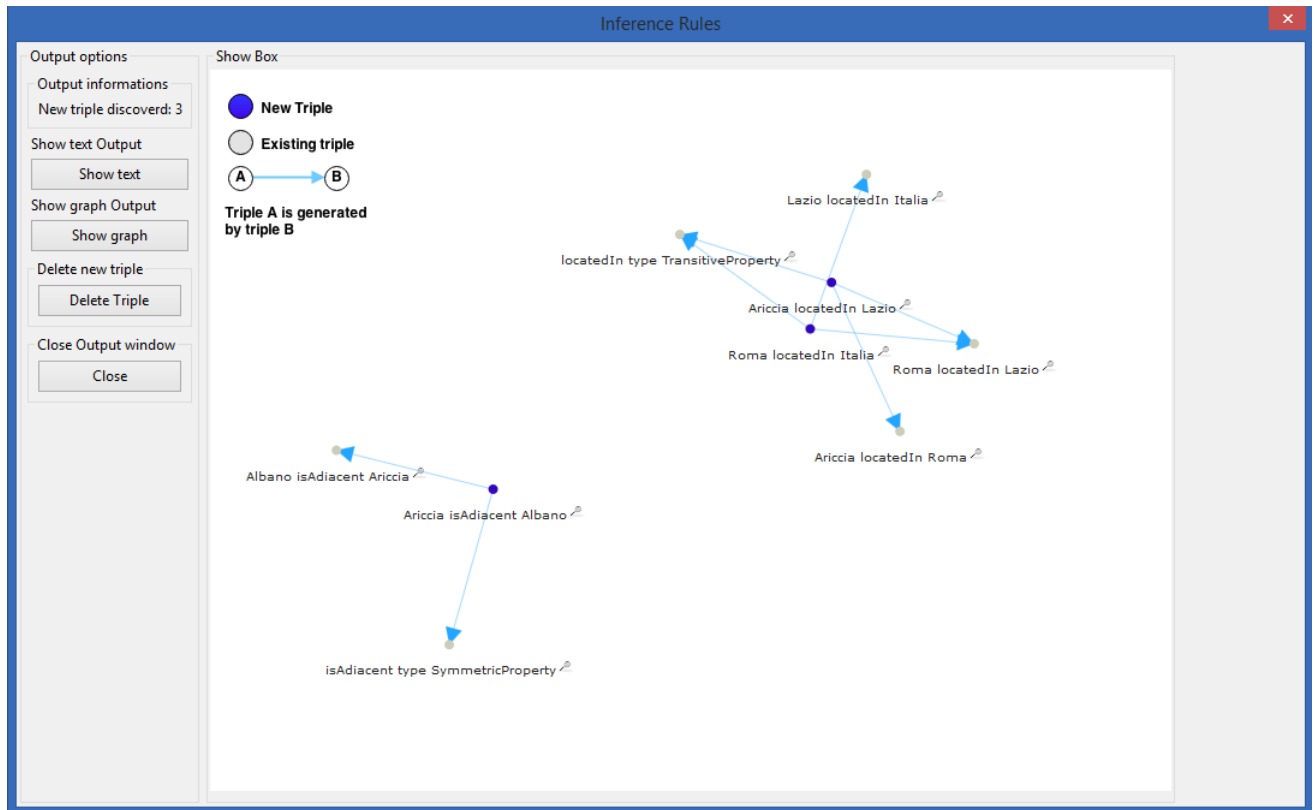 Inference Rules
Output options
Output informations
New triple discoverd: 3
Show text Output
Show text
Show graph Output
Show graph
Delete new triple
Delete Triple
Close Output window
Close
Show Box
New Triple
Existing triple
A B
Triple A is generated
by triple B
Lazio locatedIn Italia
locatedIn type TransitiveProperty
Ariccia locatedIn Lazio
Roma locatedIn Italia
Roma locatedIn Lazio
Ariccia locatedIn Roma
Albano isAdiacent Ariccia
Ariccia isAdiacent Albano
isAdiacent type SymmetricProperty